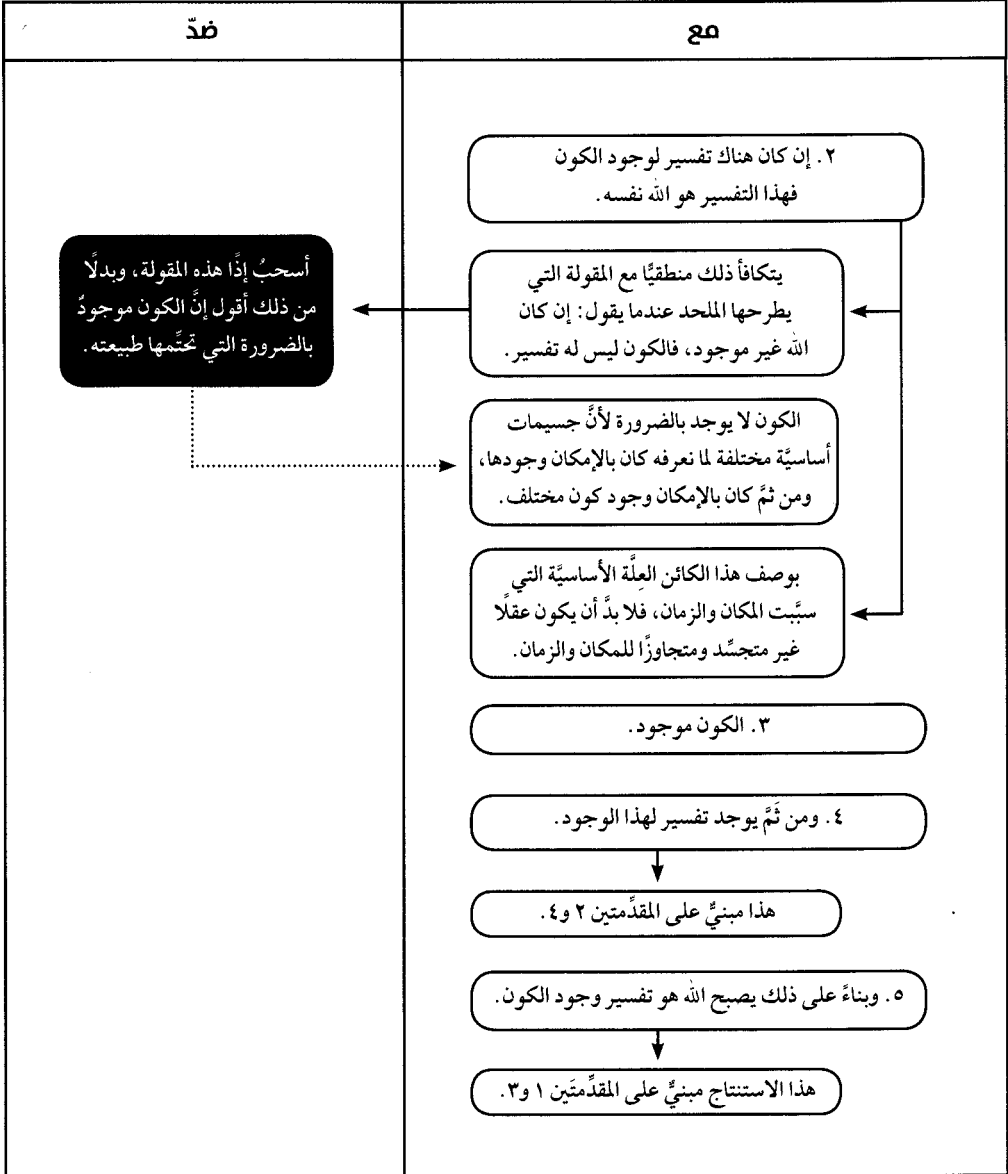 مع
ضدّ
٢. إن كان هناك تفسير لوجود الكون
فهذا التفسير هو الله نفسه.
يتكافأ ذلك منطقيًّا مع المقولة التي
يطرحها الملحد عندما يقول: إن كان
الله غير موجود، فالكون ليس له تفسير.
أسحبُ إذًا هذه المقولة، وبدلًا
من ذلك أقول إنَّ الكون موجودٌ
بالضرورة التي تحتِّمها طبيعته.
الكون لا يوجد بالضرورة لأنَّ جسيمات
أساسيَّة مختلفة لما نعرفه كان بالإمكان وجودها،
ومن ثمَّ كان بالإمكان وجود كون مختلف.
بوصف هذا الكائن العِلَّة الأساسيَّة التي
سبَّبت المكان والزمان، فلا بدَّ أن يكون عقلًا
غير متجسِّد ومتجاوزًا للمكان والزمان.
٣. الكون موجود.
٤. ومن ثَمَّ يوجد تفسير لهذا الوجود.
هذا مبنيٌّ على المقدِّمتين ٢ و٤.
٥. وبناءً على ذلك يصبح الله هو تفسير وجود الكون.
هذا الاستنتاج مبنيٌّ على المقدِّمتَين ١ و٣.